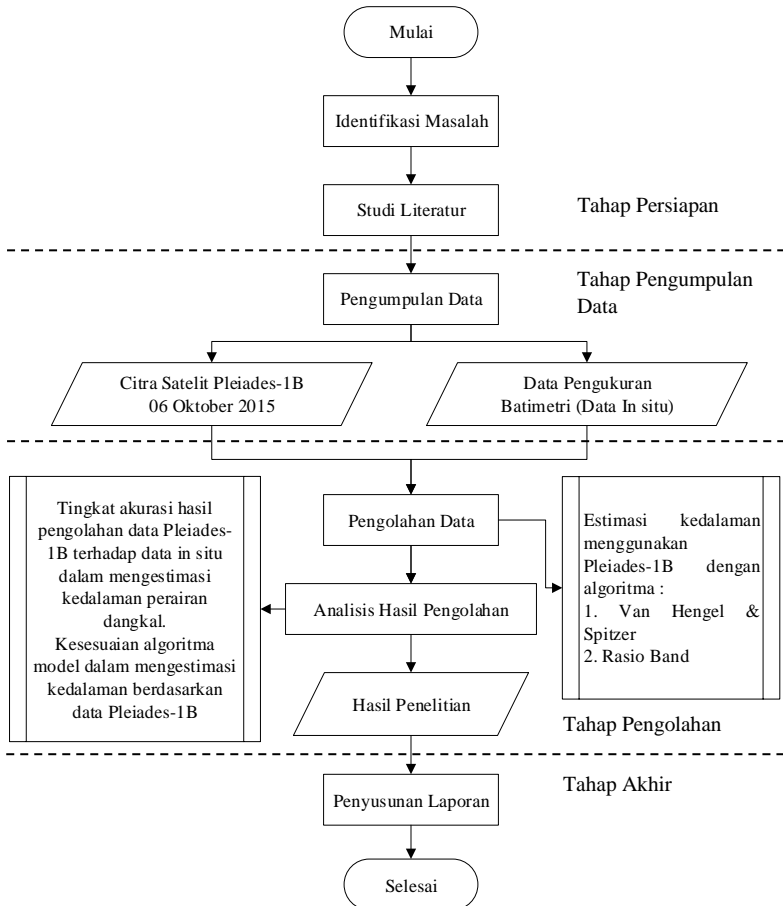 Mulai
Identifikasi Masalah
Studi Literatur
Tahap Persiapan
Pengumpulan Data
Tahap Pengumpulan
Data
Citra Satelit Pleiades-1B
06 Oktober 2015
Data Pengukuran
Batimetri (Data In situ)
Tingkat akurasi hasil
pengolahan data Pleiades-
1B terhadap data in situ
dalam mengestimasi
kedalaman perairan
dangkal.
Kesesuaian algoritma
model dalam mengestimasi
kedalaman berdasarkan
data Pleiades-1B
Pengolahan Data
Analisis Hasil Pengolahan
Hasil Penelitian
Estimasi kedalaman
menggunakan
Pleiades-1B dengan
algoritma :
1. Van Hengel &
Spitzer
2. Rasio Band
Tahap Pengolahan
Tahap Akhir
Penyusunan Laporan
Selesai